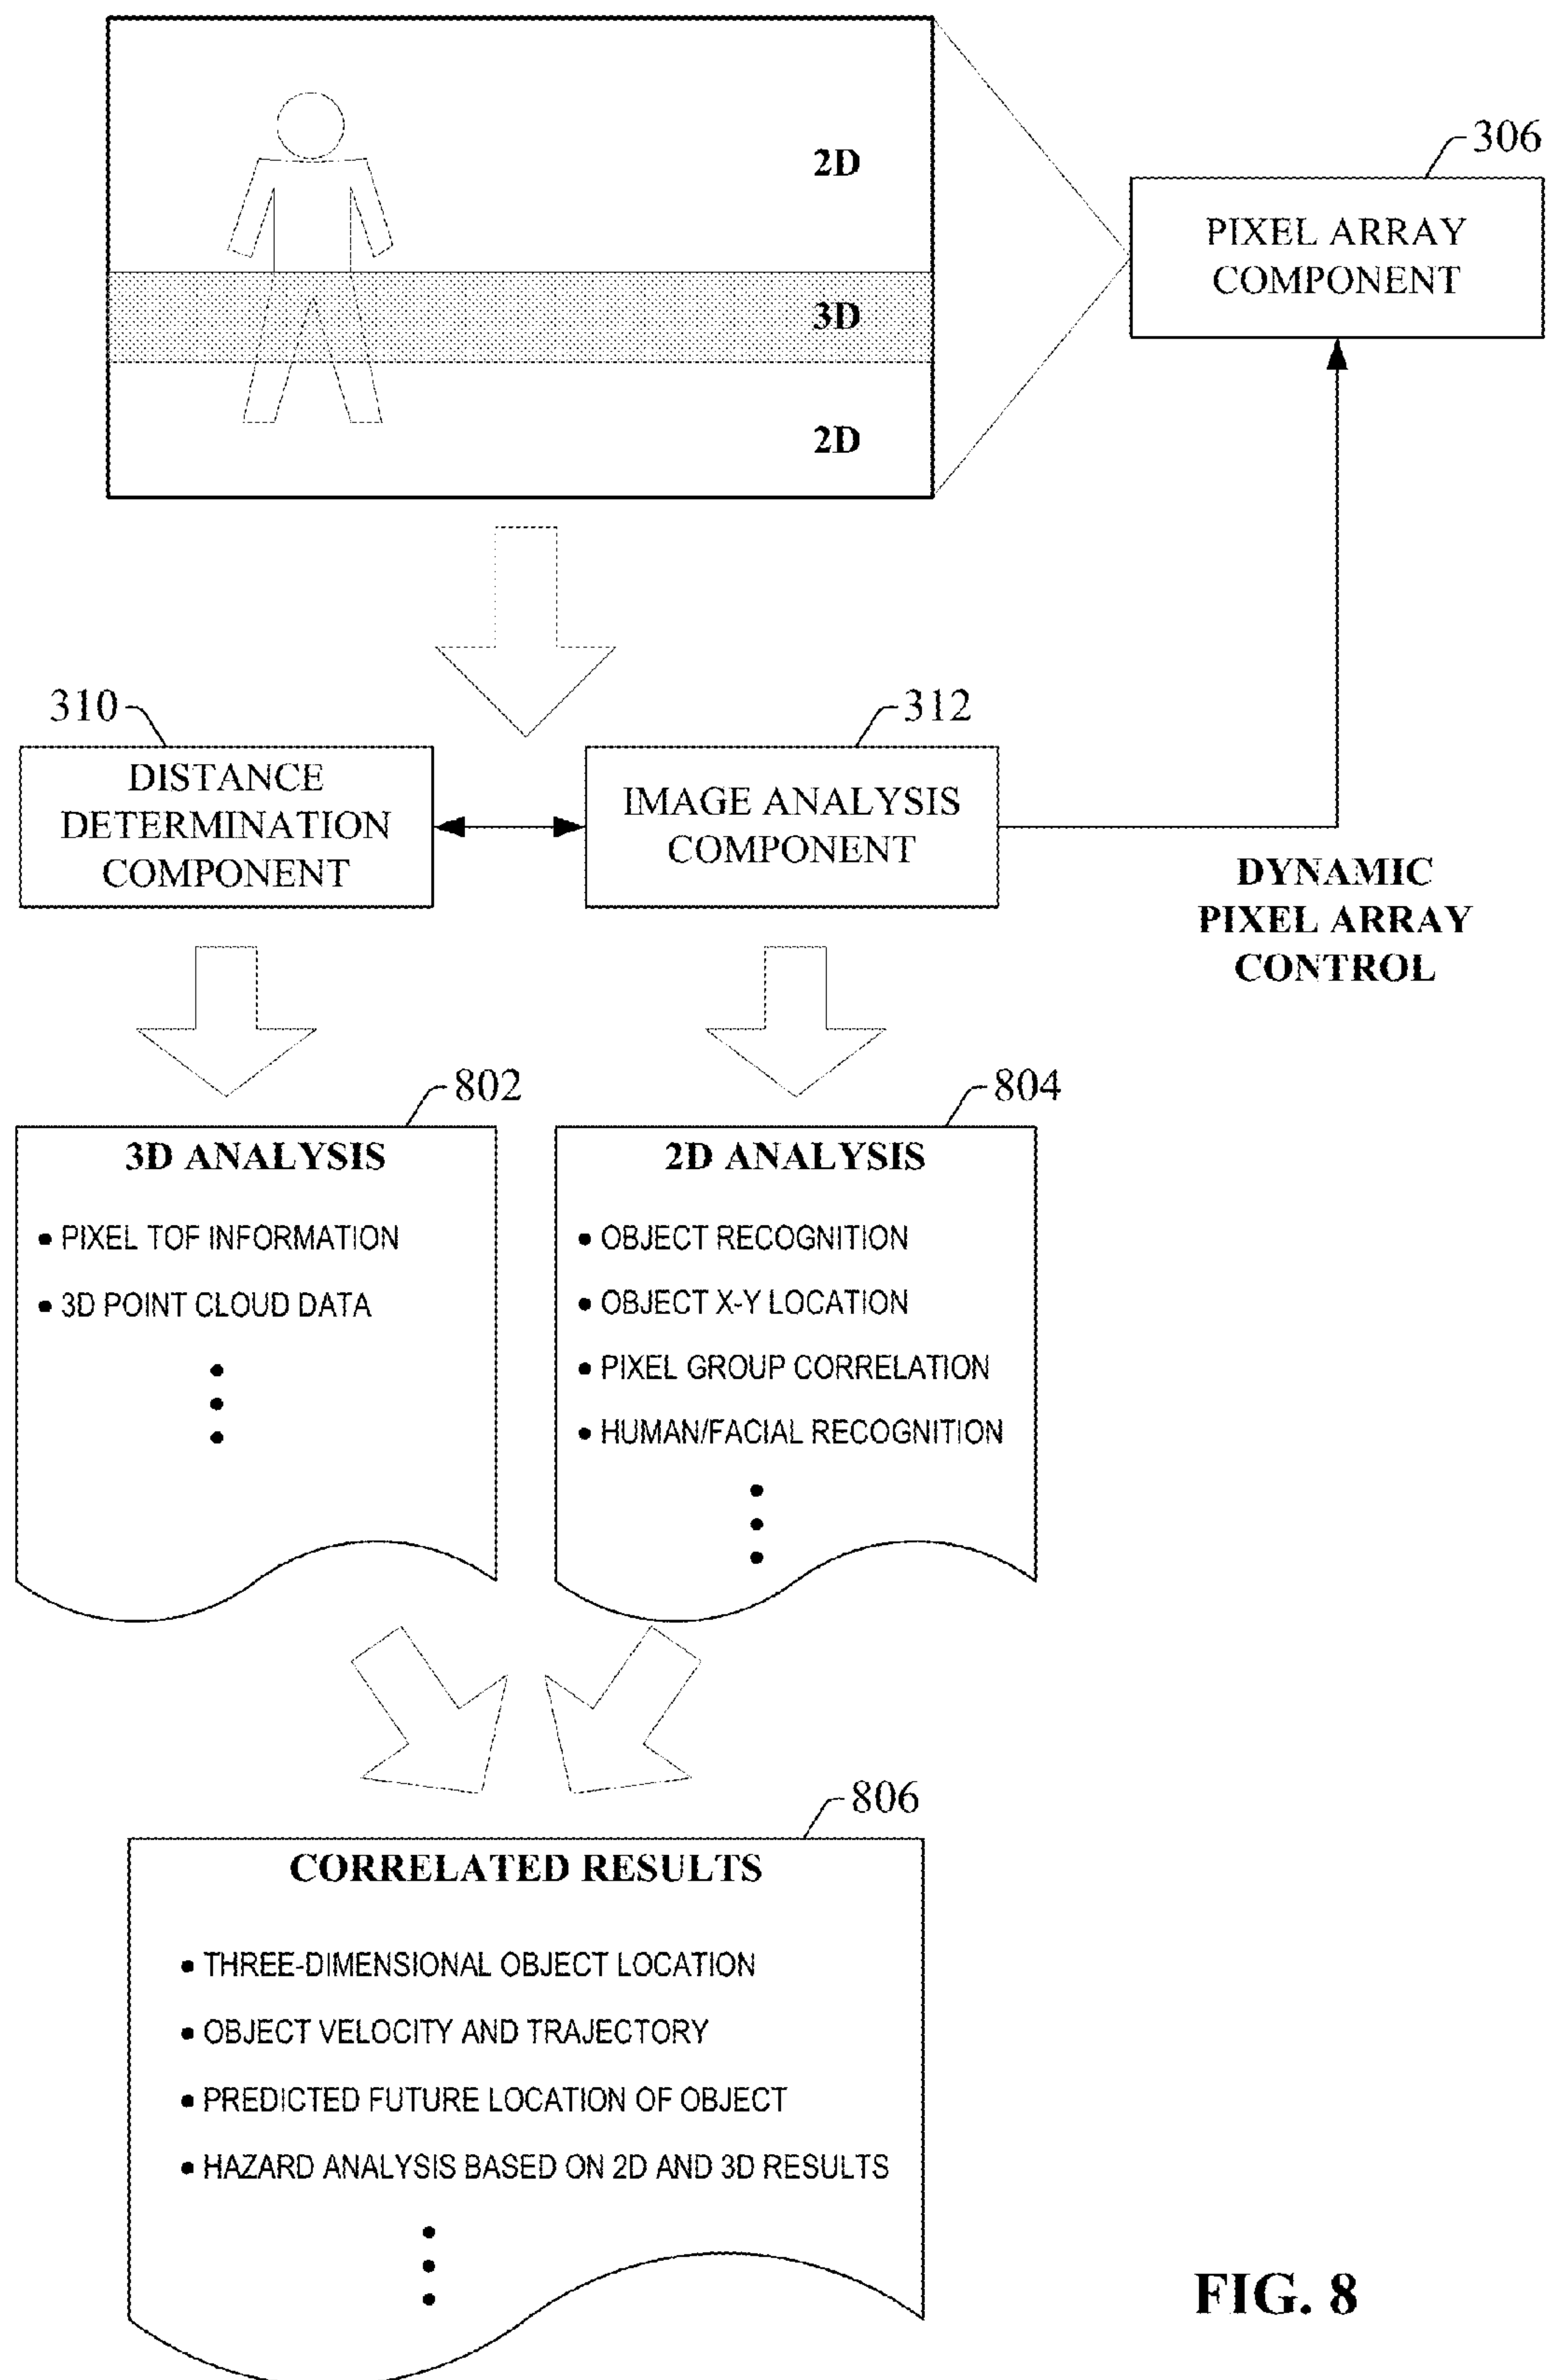 2D
306
PIXEL ARRAY
COMPONENT
3D
2D
310
312
DISTANCE
DETERMINATION
COMPONENT
IMAGE ANALYSIS
COMPONENT
DYNAMIC
PIXEL ARRAY
CONTROL
802
804
3D ANALYSIS
• PIXEL TOF INFORMATION
• 3D POINT CLOUD DATA
2D ANALYSIS
• OBJECT RECOGNITION
• OBJECT X-Y LOCATION
• PIXEL GROUP CORRELATION
• HUMAN/FACIAL RECOGNITION
806
CORRELATED RESULTS
• THREE-DIMENSIONAL OBJECT LOCATION
• OBJECT VELOCITY AND TRAJECTORY
• PREDICTED FUTURE LOCATION OF OBJECT
• HAZARD ANALYSIS BASED ON 2D AND 3D RESULTS
FIG. 8